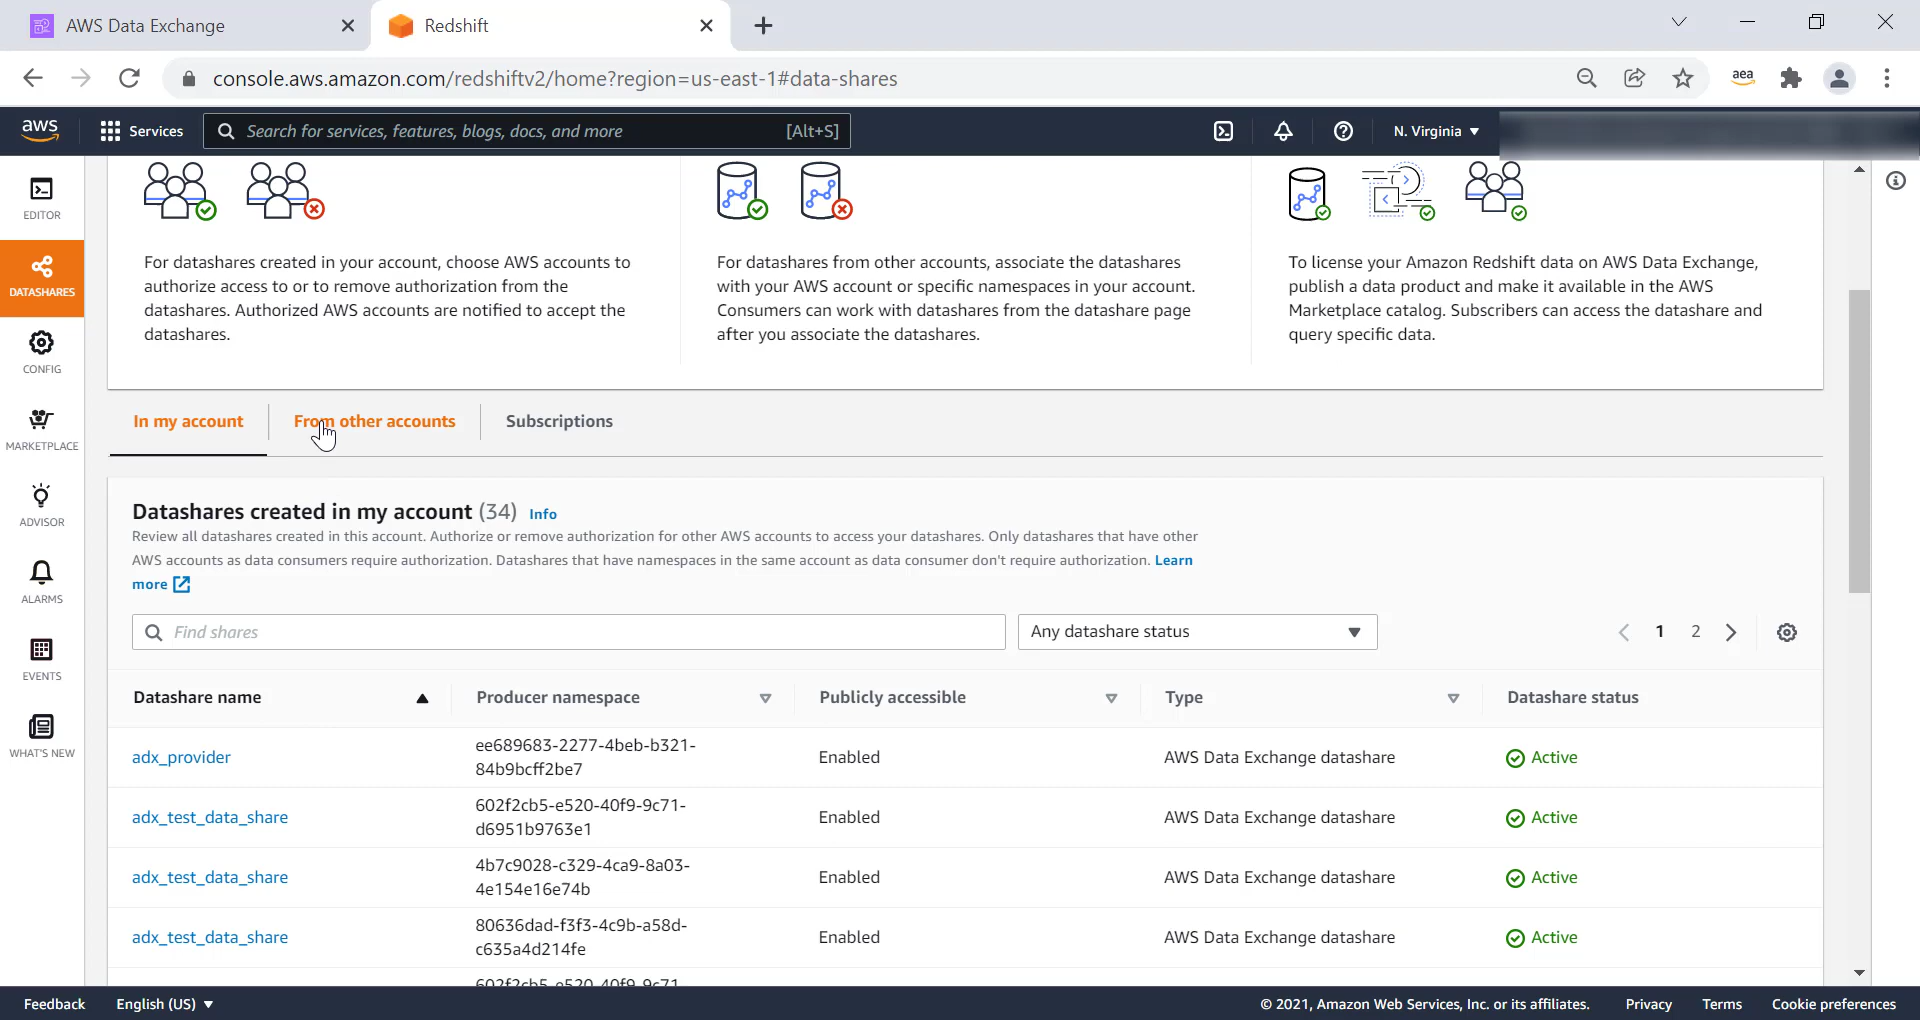 AWS Data Exchange
Redshift
console.aws.amazon.com/redshiftv2/home?region=us-east-1#data-shares
aea
aws
Services
Search for services, features, blogs, docs, and more [Alt+S]
N. Virginia
EDITOR
DATASHARES
CONFIG
MARKETPLACE
ADVISOR
ALARMS
EVENTS
WHAT'S NEW
For datashares created in your account, choose AWS accounts to
authorize access to or to remove authorization from the
datashares. Authorized AWS accounts are notified to accept the
datashares.
For datashares from other accounts, associate the datashares
with your AWS account or specific namespaces in your account.
Consumers can work with datashares from the datashare page
after you associate the datashares.
To license your Amazon Redshift data on AWS Data Exchange,
publish a data product and make it available in the AWS
Marketplace catalog. Subscribers can access the datashare and
query specific data.
In my account
From other accounts
Subscriptions
Datashares created in my account (34) Info
Review all datashares created in this account. Authorize or remove authorization for other AWS accounts to access your datashares. Only datashares that have other
AWS accounts as data consumers require authorization. Datashares that have namespaces in the same account as data consumer don't require authorization. Learn
more
Find shares
Any datashare status
1 2
Datashare name Producer namespace Publicly accessible Type Datashare status
adx_provider
ee689683-2277-4beb-b321-
84b9bcff2be7
Enabled
AWS Data Exchange datashare
Active
adx_test_data_share
602f2cb5-e520-40f9-9c71-
d6951b9763e1
Enabled
AWS Data Exchange datashare
Active
adx_test_data_share
4b7c9028-c329-4ca9-8a03-
4e154e16e74b
Enabled
AWS Data Exchange datashare
Active
adx_test_data_share
80636dad-f3f3-4c9b-a58d-
c635a4d214fe
Enabled
AWS Data Exchange datashare
Active
602f2cb5-e520-40f9-9c71-
Feedback
English (US)
© 2021, Amazon Web Services, Inc. or its affiliates.
Privacy
Terms
Cookie preferences